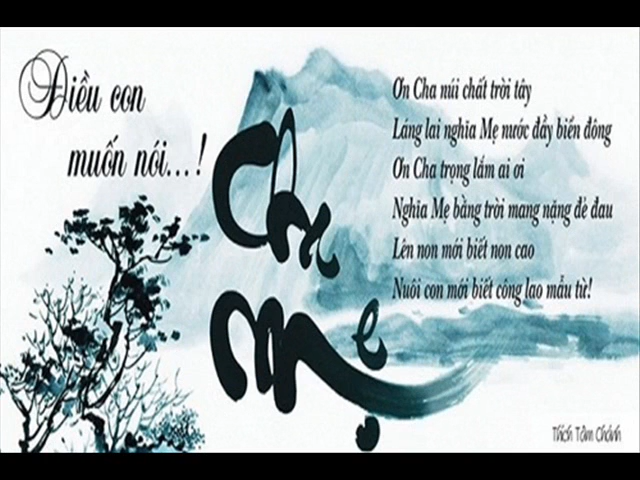 Điều con
muốn nói...!
Cha
Mẹ
Ơn Cha núi chất trời tây
Láng lai nghĩa Mẹ nước đầy biển đông
Ơn Cha trọng lắm ai ơi
Nghĩa Mẹ bằng trời mang nặng đẻ đau
Lên non mới biết non cao
Nuôi con mới biết công lao mẫu từ!
Thích Tâm Chánh